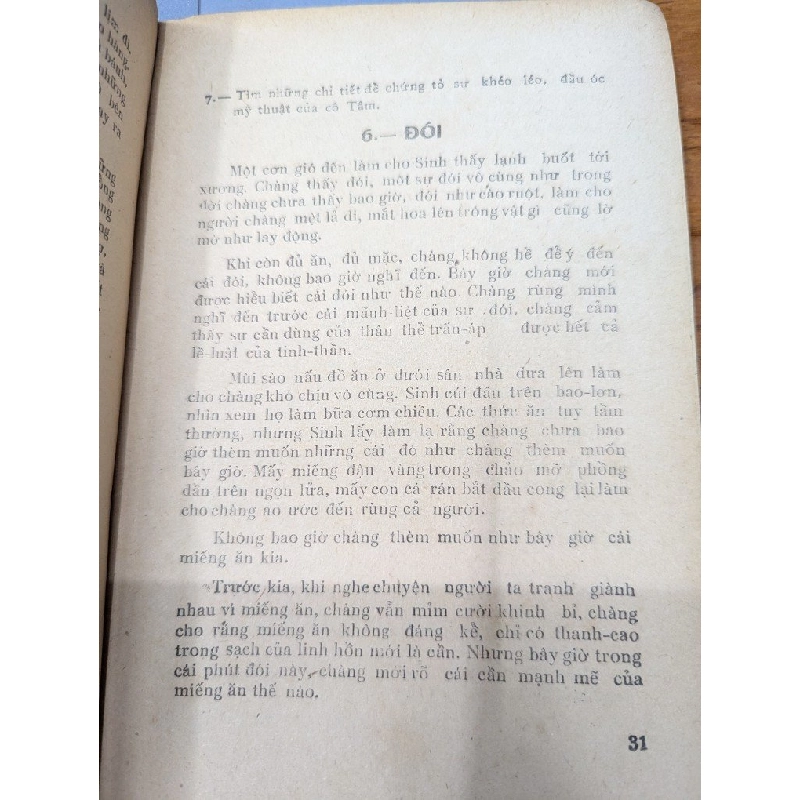 Nen đi,
hàng,
bánh,
những
bên
ra
7.— Tìm những chi tiết để chứng tỏ sự khéo léo, đầu óc
mỹ thuật của cô Tâm.
6.— ĐÓI
Một cơn gió đến làm cho Sinh thấy lạnh buốt tới
xương. Chàng thấy đói, một sự đói vô cùng như trong
đời chàng chưa thấy bao giờ, đói như cào ruột, làm cho
người chàng mệt lả đi, mắt hoa lên trông vật gì cũng lờ
mờ như lay động.
Khi còn đủ ăn, đủ mặc, chàng không hề để ý đến
cái đói, không bao giờ nghĩ đến. Bây giờ chàng mới
được hiểu biết cái đói như thế nào. Chàng rùng mình
nghĩ đến trước cái mãnh-liệt của sự đói, chàng cảm
thấy sự cần dùng của thân thể trấn-áp được hết cả
lề-luật của tinh-thần.
Mùi sào nấu đồ ăn ở dưới sân nhà đưa lên làm
cho chàng khó chịu vô cùng. Sinh cúi đầu trên bao-lơn,
nhìn xem họ làm bữa cơm chiều. Các thức ăn tuy tầm
thường, nhưng Sinh lấy làm lạ rằng chàng chưa bao
giờ thèm muốn những cái đó như chàng thèm muốn
bây giờ. Mấy miếng đậu vàng trong chảo mỡ phồng
dần trên ngọn lửa, mấy con cá rán bắt đầu cong lại làm
cho chàng ao ước đến rùng cả người.
Không bao giờ chàng thèm muốn như bây giờ cái
miếng ăn kia.
Trước kia, khi nghe chuyện người ta tranh giành
nhau vì miếng ăn, chàng vẫn mỉm cười khinh bỉ, chàng
cho rằng miếng ăn không đáng kể, chỉ có thanh-cao
trong sạch của linh hồn mới là cần. Nhưng bây giờ trong
cái phút đói này, chàng mới rõ cái cần mạnh mẽ của
miếng ăn thế nào.
31